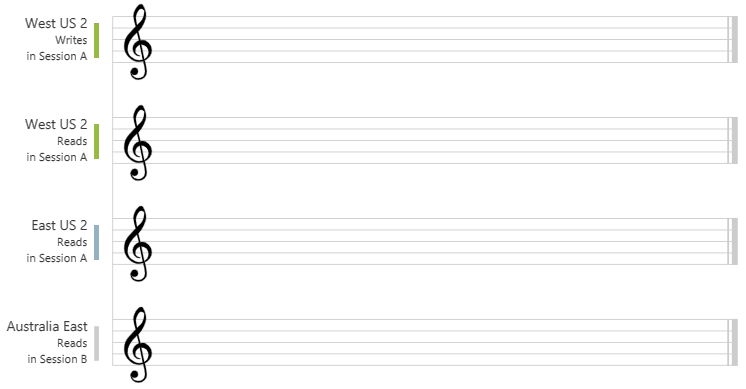 West US 2
Writes
in Session A
West US 2
Reads
in Session A
East US 2
Reads
in Session A
Australia East
Reads
in Session B